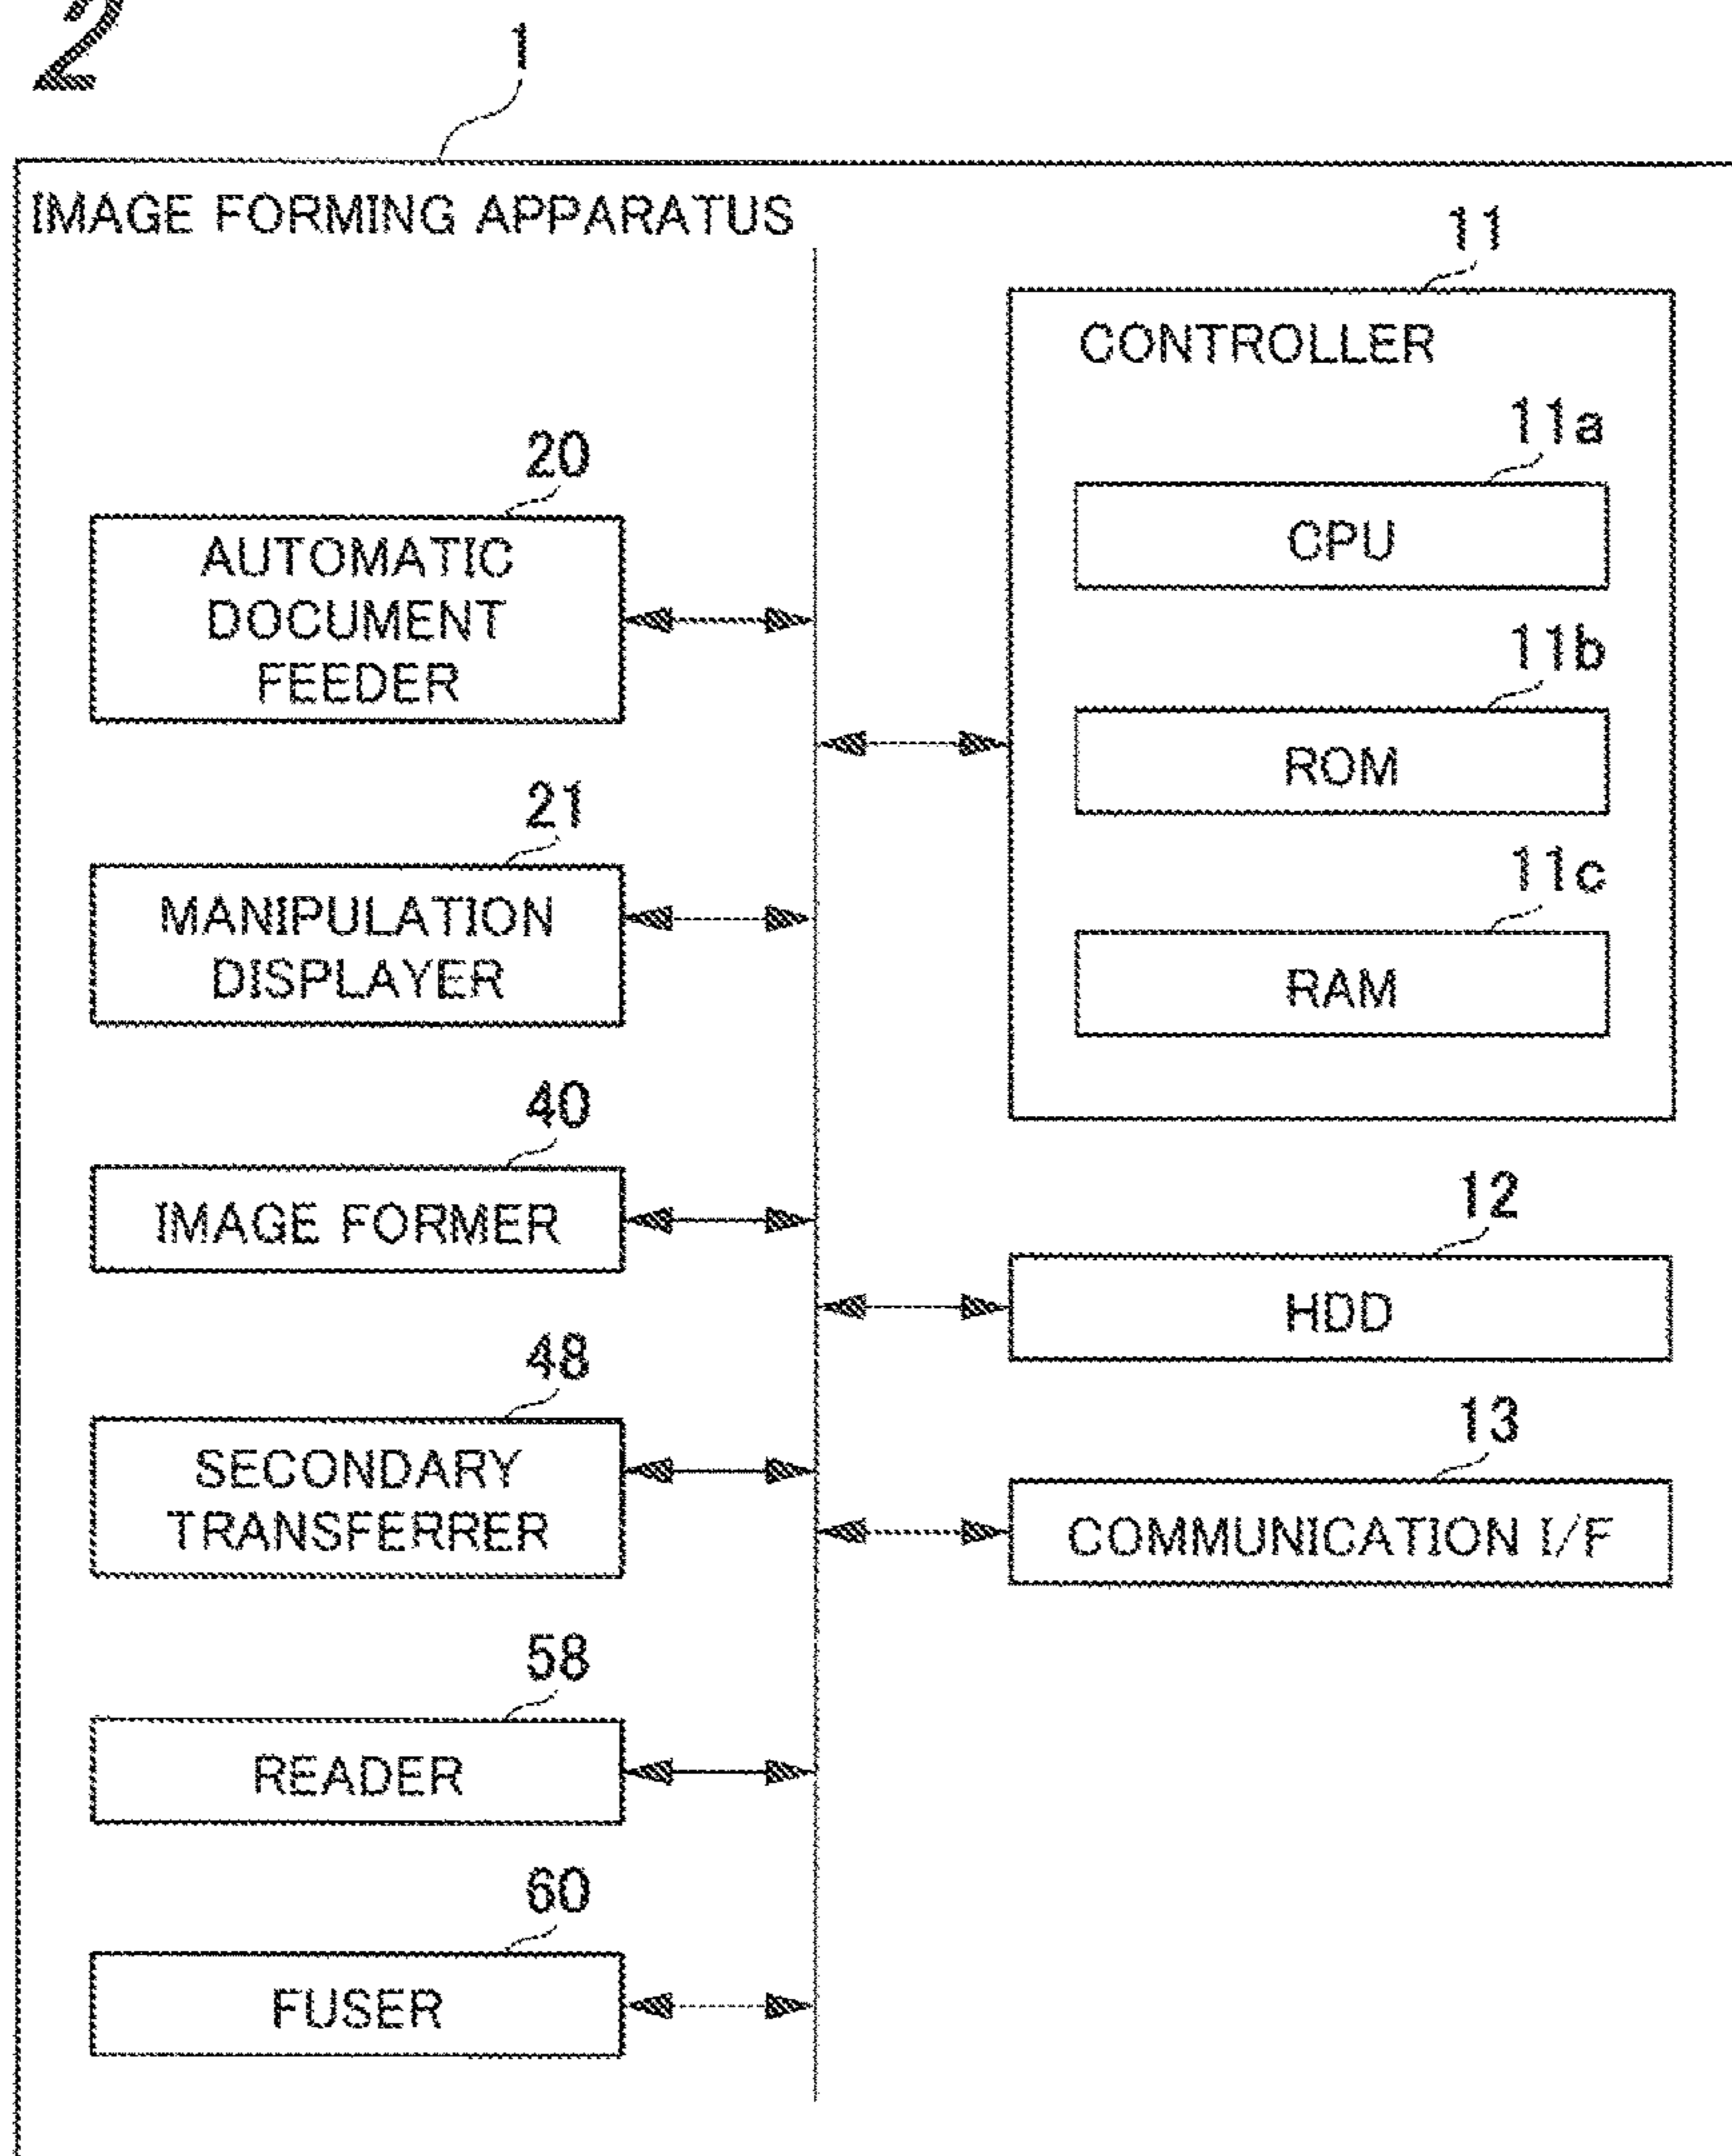 2
1
IMAGE FORMING APPARATUS
20
AUTOMATIC
DOCUMENT
FEEDER
21
MANIPULATION
DISPLAYER
40
IMAGE FORMER
48
SECONDARY
TRANSFERRER
58
READER
60
FUSER
11
CONTROLLER
11a
CPU
11b
ROM
11c
RAM
12
HDD
13
COMMUNICATION I/F